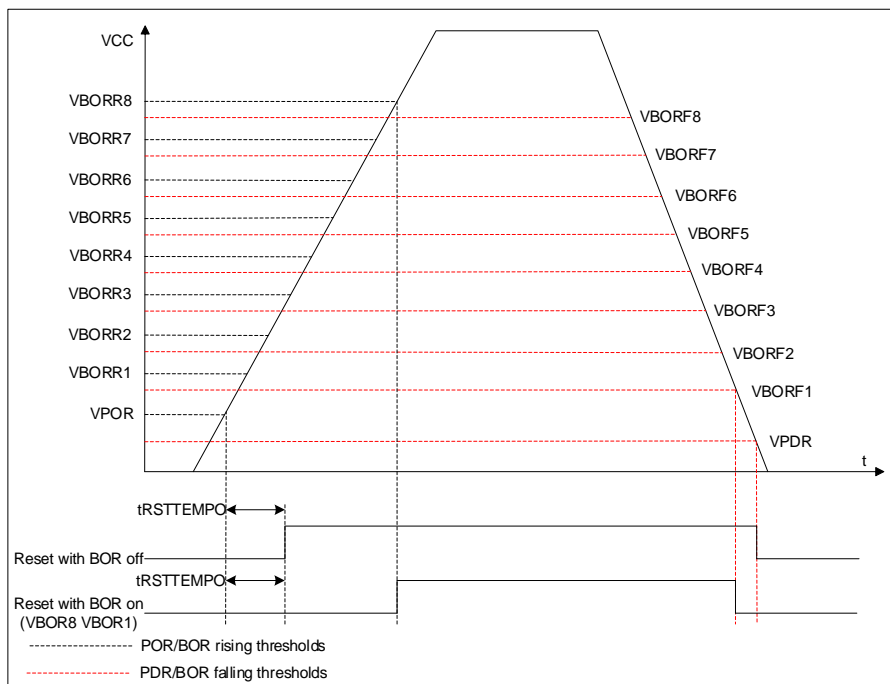 VCC
VBORR8
VBORF8
VBORR7
VBORF7
VBORR6
VBORF6
VBORR5
VBORF5
VBORR4
VBORF4
VBORR3
VBORF3
VBORR2
VBORF2
VBORR1
VBORF1
VPOR
VPDR
t
tRSTTEMPO
Reset with BOR off
tRSTTEMPO
Reset with BOR on
(VBOR8 VBOR1)
POR/BOR rising thresholds
PDR/BOR falling thresholds